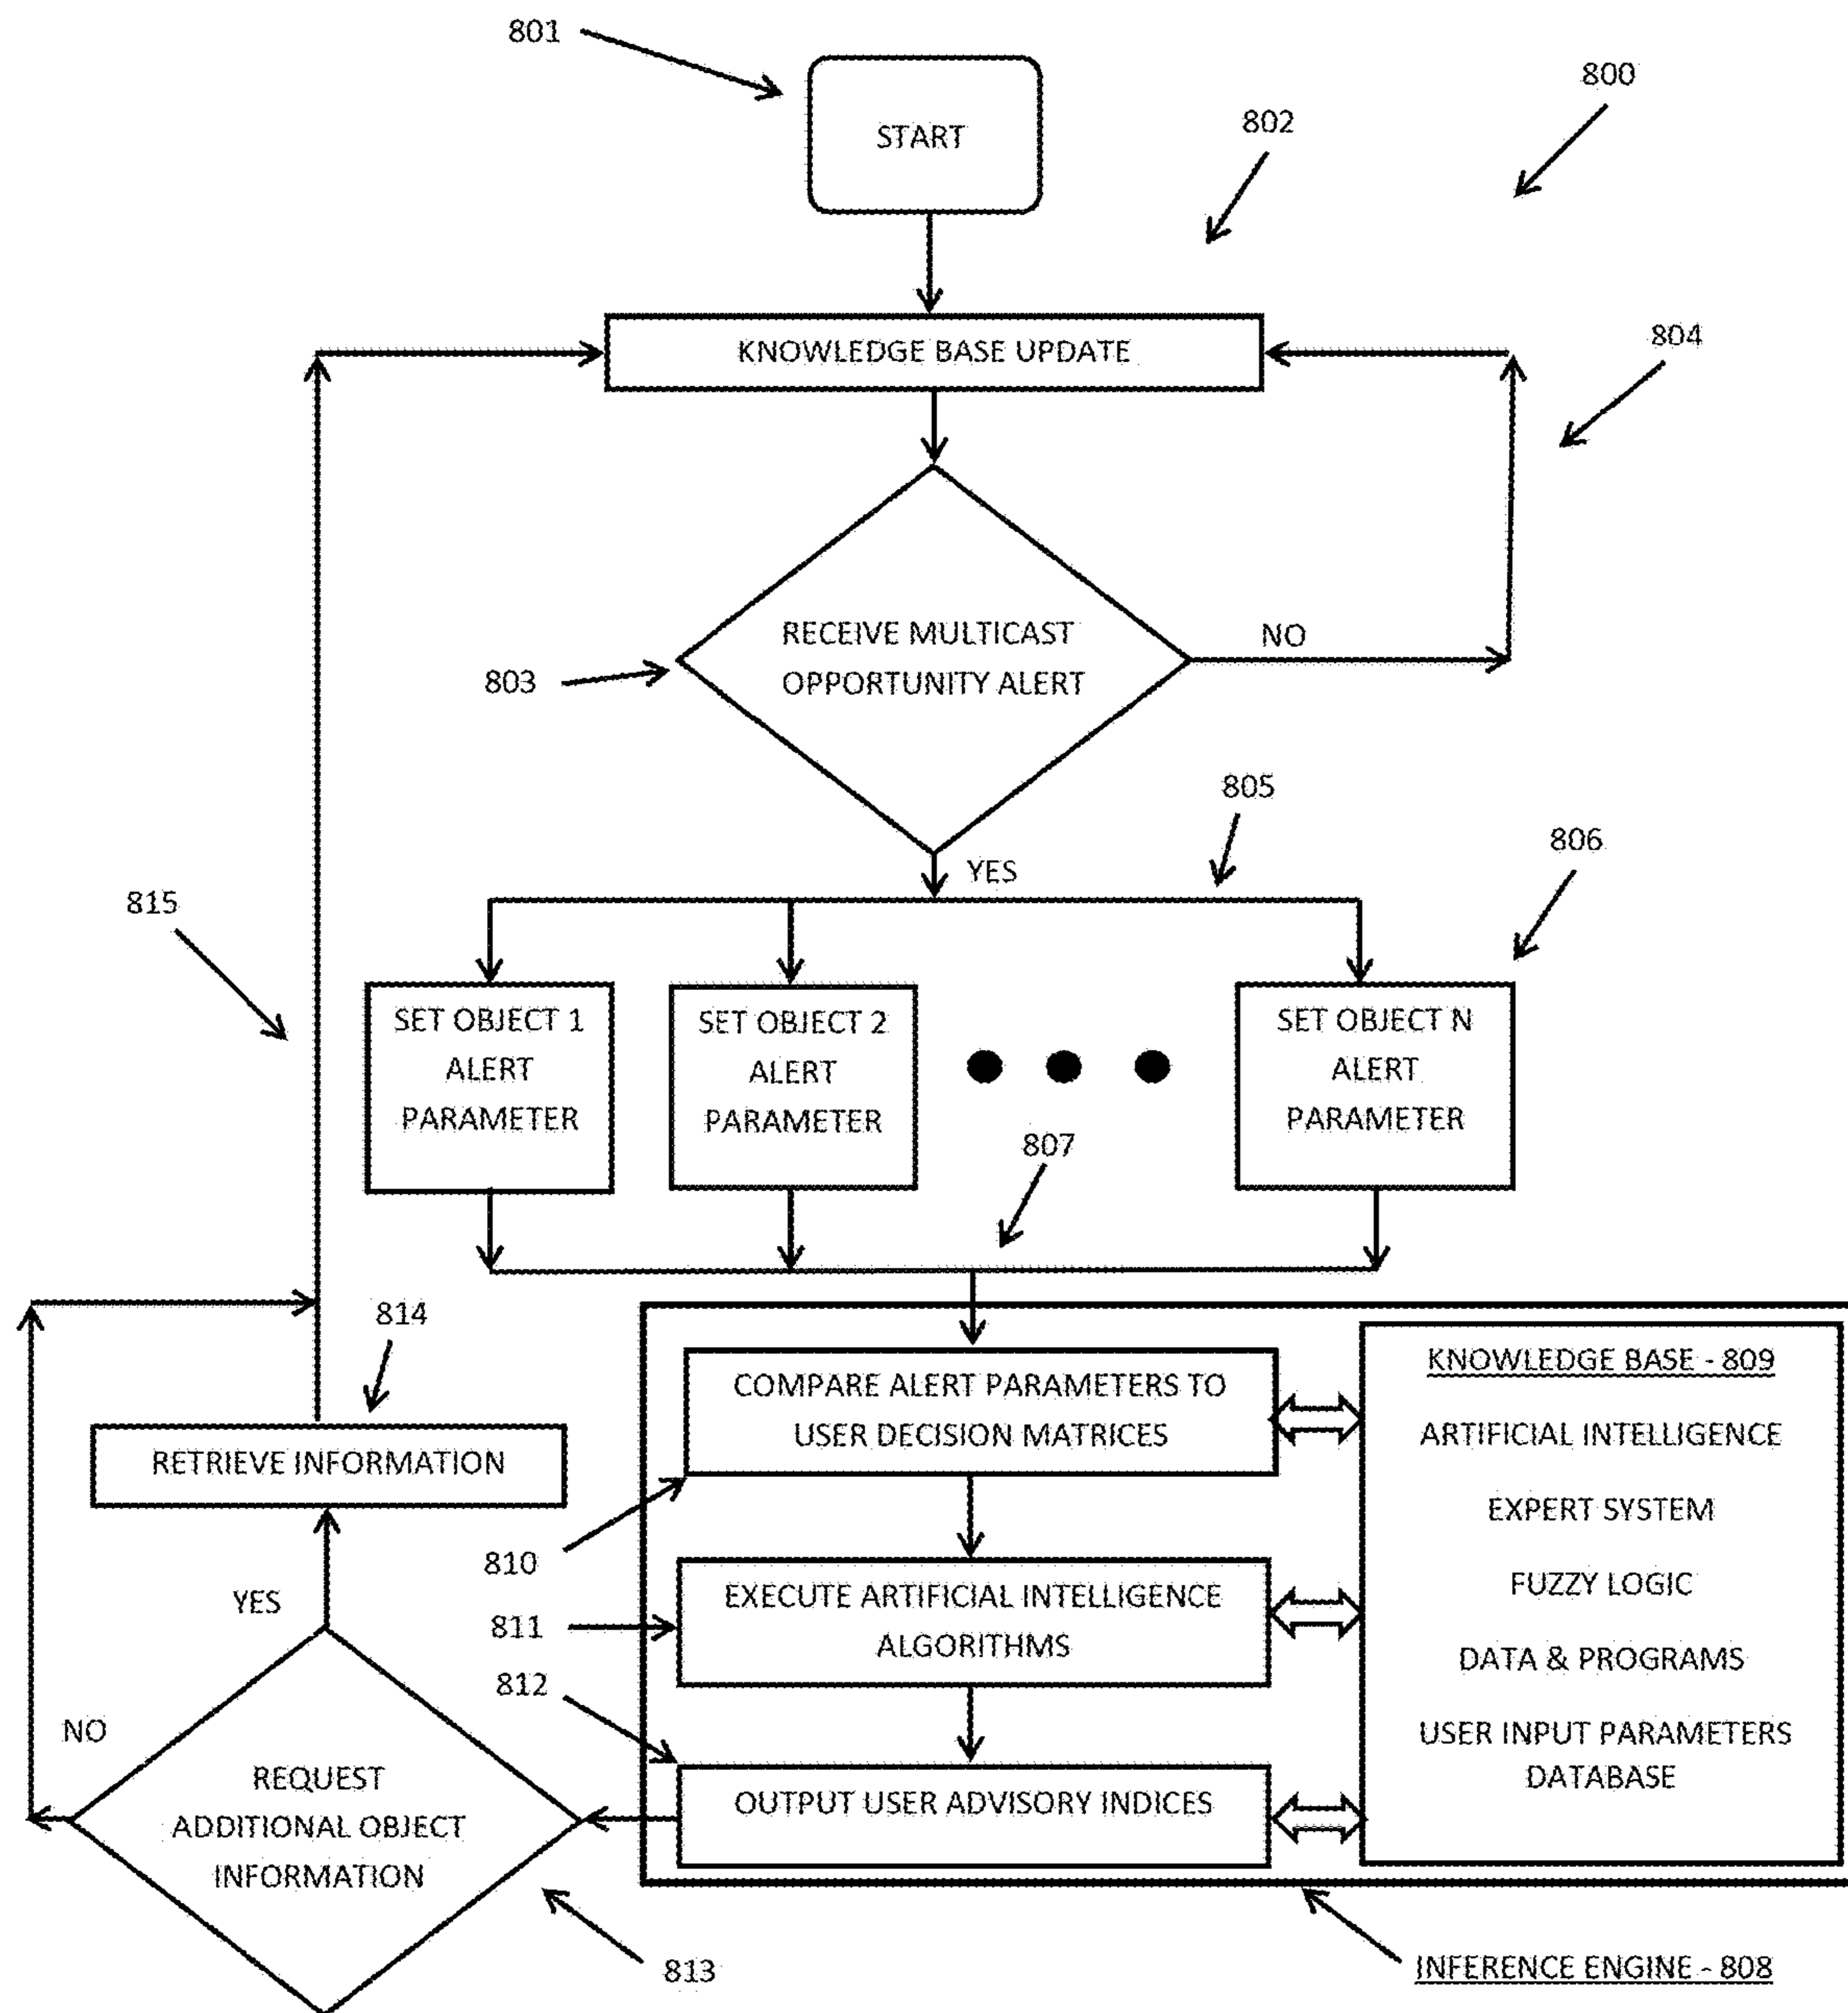 801
START
800
802
KNOWLEDGE BASE UPDATE
804
RECEIVE MULTICAST
OPPORTUNITY ALERT
NO
803
805
YES
806
815
SET OBJECT 1
ALERT
PARAMETER
SET OBJECT 2
ALERT
PARAMETER
SET OBJECT N
ALERT
PARAMETER
807
814
COMPARE ALERT PARAMETERS TO
USER DECISION MATRICES
KNOWLEDGE BASE - 809
ARTIFICIAL INTELLIGENCE
EXPERT SYSTEM
FUZZY LOGIC
DATA & PROGRAMS
USER INPUT PARAMETERS
DATABASE
RETRIEVE INFORMATION
810
YES
EXECUTE ARTIFICIAL INTELLIGENCE
ALGORITHMS
811
812
NO
REQUEST
ADDITIONAL OBJECT
INFORMATION
OUTPUT USER ADVISORY INDICES
813
INFERENCE ENGINE - 808